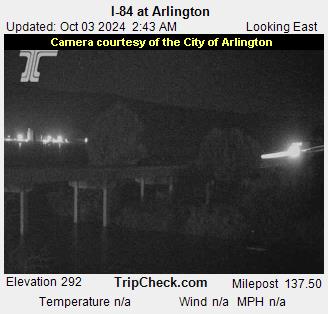 I-84 at Arlington
Updated: Oct 03 2024 2:43 AM Looking East
Camera courtesy of the City of Arlington
Elevation 292 TripCheck.com Milepost 137.50
Temperature n/a Wind n/a MPH n/a